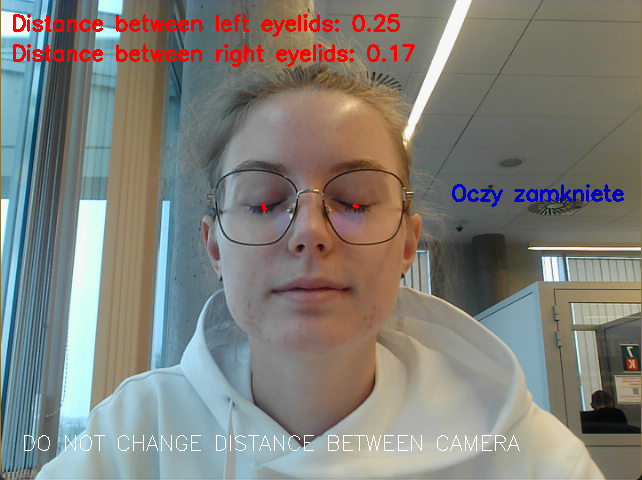 Distance between left eyelids: 0.25
Distance between right eyelids: 0.17
Oczy zamkniete
7
K
DO NOT CHANGE DISTANCE BETWEEN CAMERA